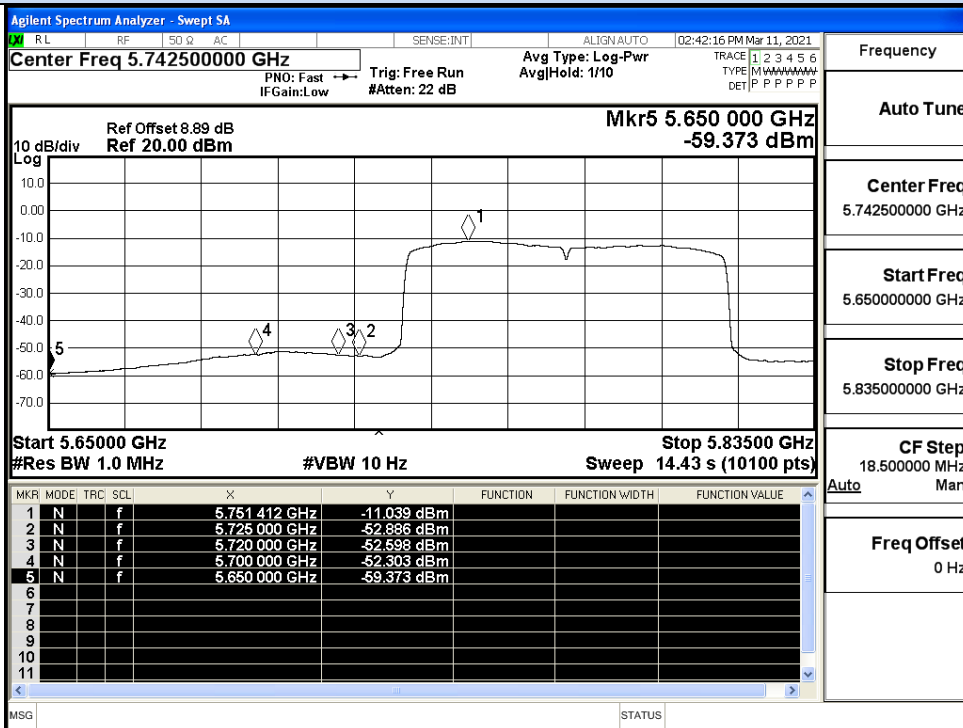 Agilent Spectrum Analyzer - Swept SA
LXI RL RF 50 Ω AC SENSE:INT ALIGN AUTO 02:42:16 PM Mar 11, 2021
Center Freq 5.742500000 GHz
PNO: Fast
IFGain:Low
Trig: Free Run
#Atten: 22 dB
Avg Type: Log-Pwr
Avg|Hold: 1/10
TRACE 1 2 3 4 5 6
TYPE MWWWWW
DET P P P P P P
Mkr5 5.650 000 GHz
-59.373 dBm
Ref Offset 8.89 dB
10 dB/div Ref 20.00 dBm
Log
10.0
0.00
-10.0
-20.0
-30.0
-40.0
-50.0
-60.0
-70.0
1
4
3
2
5
Start 5.65000 GHz Stop 5.83500 GHz
#Res BW 1.0 MHz #VBW 10 Hz Sweep 14.43 s (10100 pts)
MKR MODE TRC SCL X Y FUNCTION FUNCTION WIDTH FUNCTION VALUE
1 N f 5.751 412 GHz -11.039 dBm
2 N f 5.725 000 GHz -52.886 dBm
3 N f 5.720 000 GHz -52.598 dBm
4 N f 5.700 000 GHz -52.303 dBm
5 N f 5.650 000 GHz -59.373 dBm
6
7
8
9
10
11
MSG STATUS
Frequency
Auto Tune
Center Freq
5.742500000 GHz
Start Freq
5.650000000 GHz
Stop Freq
5.835000000 GHz
CF Step
18.500000 MHz
Auto Man
Freq Offset
0 Hz